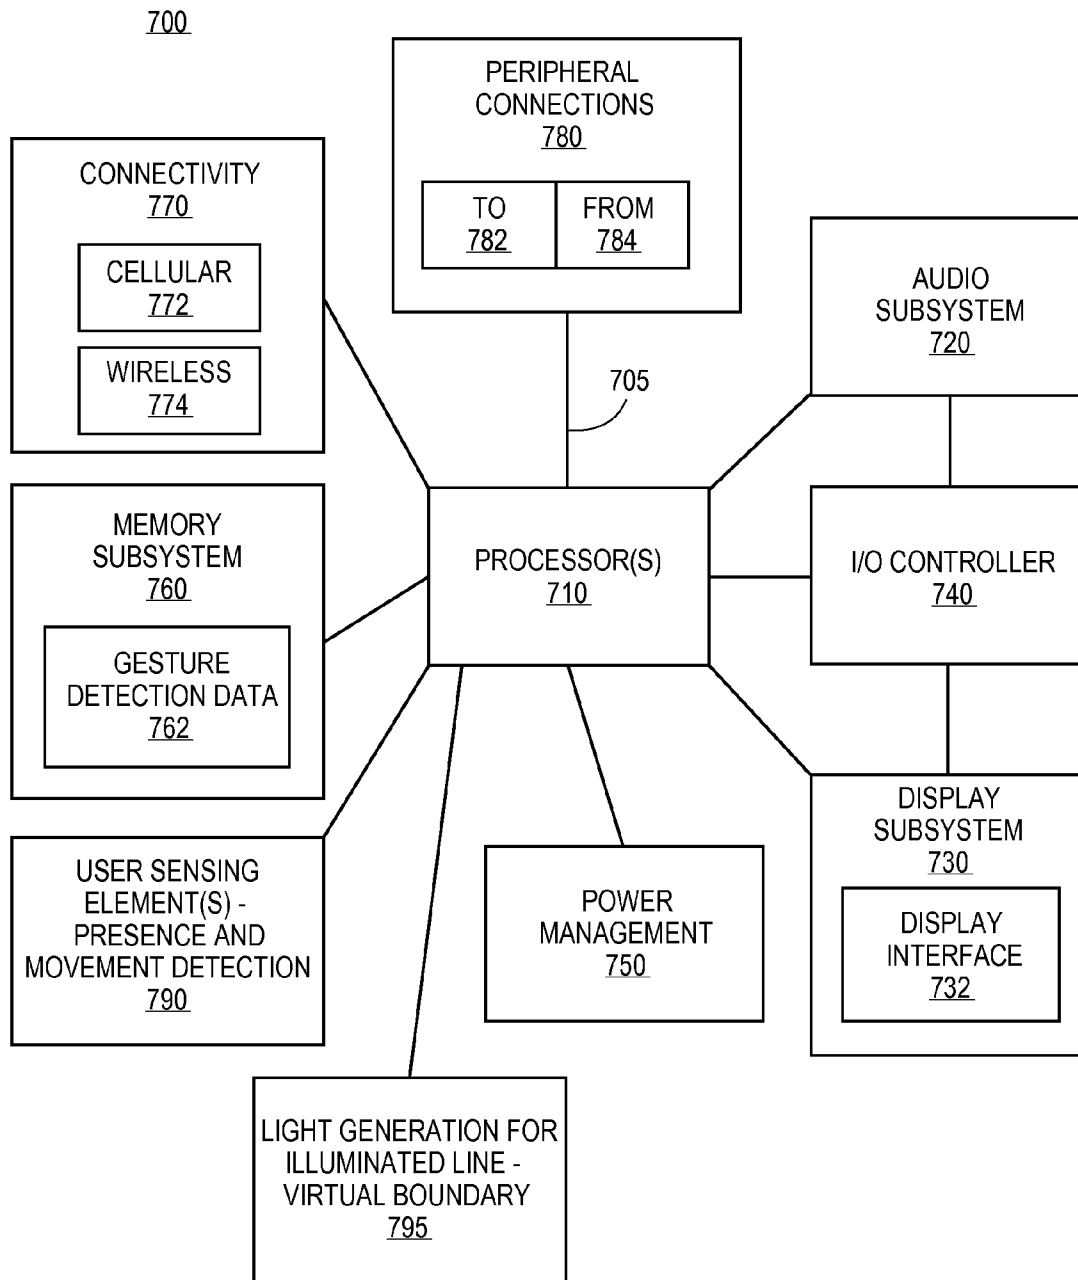 700
PERIPHERAL
CONNECTIONS
780
TO
782
FROM
784
CONNECTIVITY
770
CELLULAR
772
WIRELESS
774
AUDIO
SUBSYSTEM
720
705
MEMORY
SUBSYSTEM
760
GESTURE
DETECTION DATA
762
PROCESSOR(S)
710
I/O CONTROLLER
740
DISPLAY
SUBSYSTEM
730
DISPLAY
INTERFACE
732
USER SENSING
ELEMENT(S) -
PRESENCE AND
MOVEMENT DETECTION
790
POWER
MANAGEMENT
750
LIGHT GENERATION FOR
ILLUMINATED LINE -
VIRTUAL BOUNDARY
795